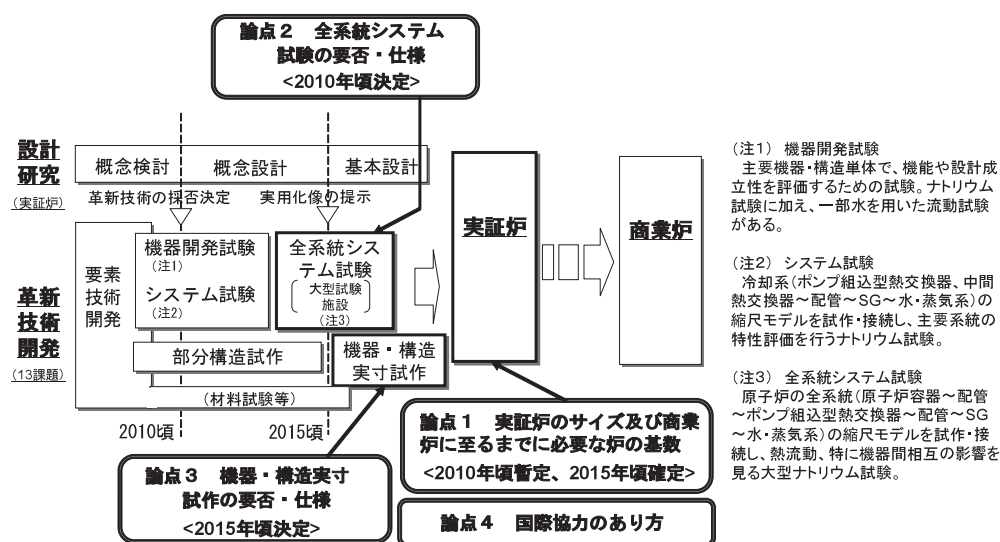 論点２ 全系統システム
試験の要否・仕様
<2010年頃決定>
設計
研究
(実証炉)
概念検討 概念設計 基本設計
革新技術の採否決定 実用化像の提示
革新
技術
開発
(13課題)
要素
技術
開発
機器開発試験
(注1)
システム試験
(注2)
全系統シス
テム試験
大型試験
施設
(注3)
部分構造試作
機器・構造
実寸試作
(材料試験等)
2010頃 2015頃
実証炉
商業炉
論点３ 機器・構造実寸
試作の要否・仕様
<2015年頃決定>
論点１ 実証炉のサイズ及び商業
炉に至るまでに必要な炉の基数
<2010年頃暫定、2015年頃確定>
論点４ 国際協力のあり方
(注1) 機器開発試験
主要機器・構造単体で、機能や設計成
立性を評価するための試験。ナトリウム
試験に加え、一部水を用いた流動試験
がある。
(注2) システム試験
冷却系(ポンプ組込型熱交換器、中間
熱交換器～配管～SG～水・蒸気系)の
縮尺モデルを試作・接続し、主要系統の
特性評価を行うナトリウム試験。
(注3) 全系統システム試験
原子炉の全系統(原子炉容器～配管
～ポンプ組込型熱交換器～配管～SG
～水・蒸気系)の縮尺モデルを試作・接
続し、熱流動、特に機器間相互の影響を
見る大型ナトリウム試験。